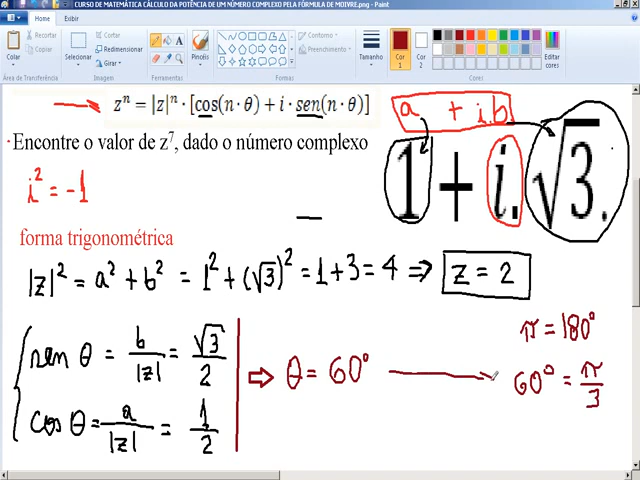 CURSO DE MATEMÁTICA CÁLCULO DA POTÊNCIA DE UM NÚMERO COMPLEXO PELA FÓRMULA DE MOIVRE.png - Paint
Home Exibir
Colar
Recortar
Copiar
Selecionar
Cortar
Redimensionar
Girar
Pincéis
Contorno
Preenchimento
Tamanho
Cor 1
Cor 2
Área de Transferência
Imagem
Ferramentas
Formas
Cores
zⁿ = |z|ⁿ · [cos(n · θ) + i · sen(n · θ)]
a + i.b
Encontre o valor de z⁷, dado o número complexo
1 + i.√3.
i² = -1
forma trigonométrica
|z|² = a² + b² = 1² + (√3)² = 1 + 3 = 4 ⇒ z = 2
π = 180°
sen θ = b/|z| = √3/2
⇒ θ = 60°
60° = π/3
cos θ = a/|z| = 1/2